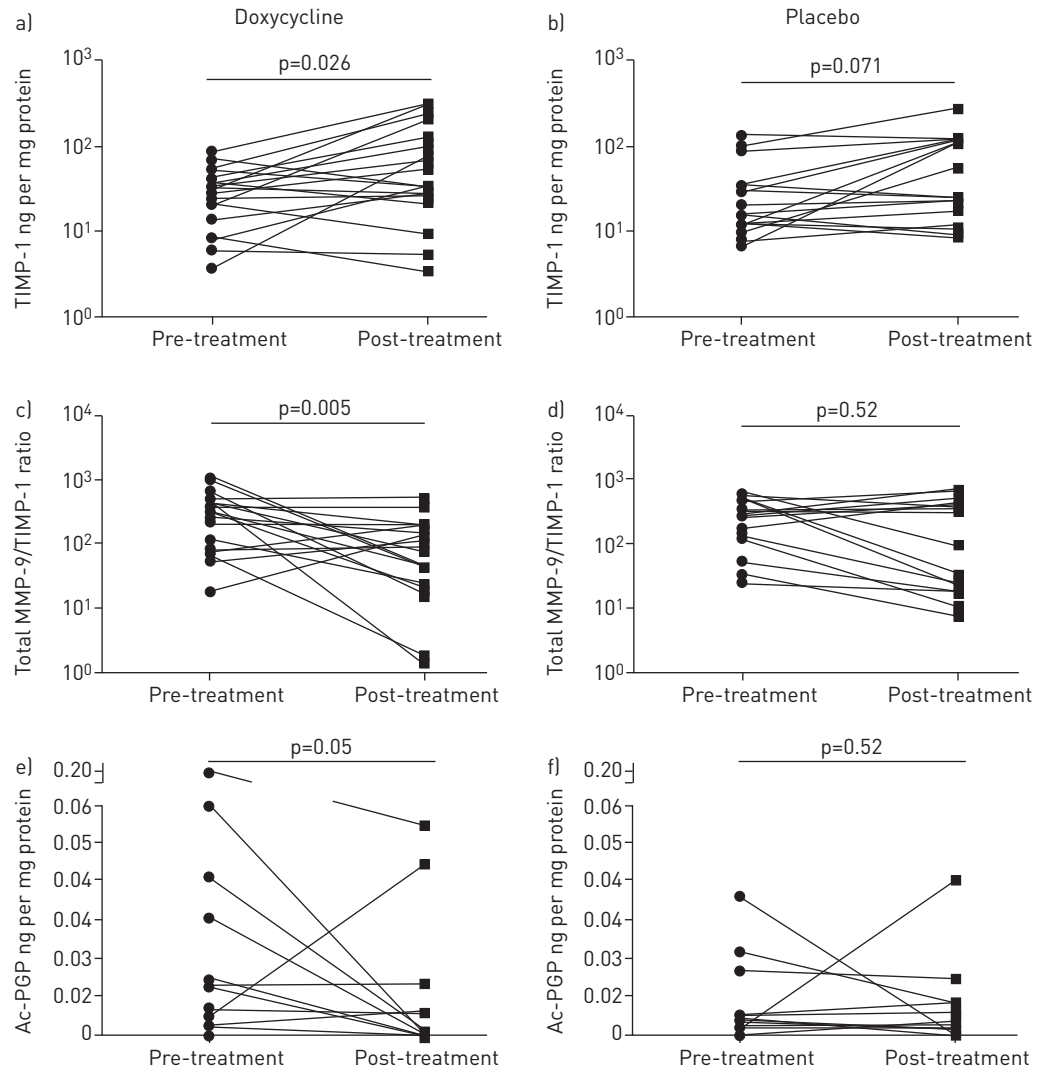 a)
Doxycycline
TIMP-1 ng per mg protein
10³
10²
10¹
10⁰
p=0.026
Pre-treatment
Post-treatment
b)
Placebo
TIMP-1 ng per mg protein
10³
10²
10¹
10⁰
p=0.071
Pre-treatment
Post-treatment
c)
Total MMP-9/TIMP-1 ratio
10⁴
10³
10²
10¹
10⁰
p=0.005
Pre-treatment
Post-treatment
d)
Total MMP-9/TIMP-1 ratio
10⁴
10³
10²
10¹
10⁰
p=0.52
Pre-treatment
Post-treatment
e)
Ac-PGP ng per mg protein
0.20
0.06
0.05
0.04
0.04
0.03
0.02
0
p=0.05
Pre-treatment
Post-treatment
f)
Ac-PGP ng per mg protein
0.20
0.06
0.05
0.04
0.04
0.03
0.02
0
p=0.52
Pre-treatment
Post-treatment